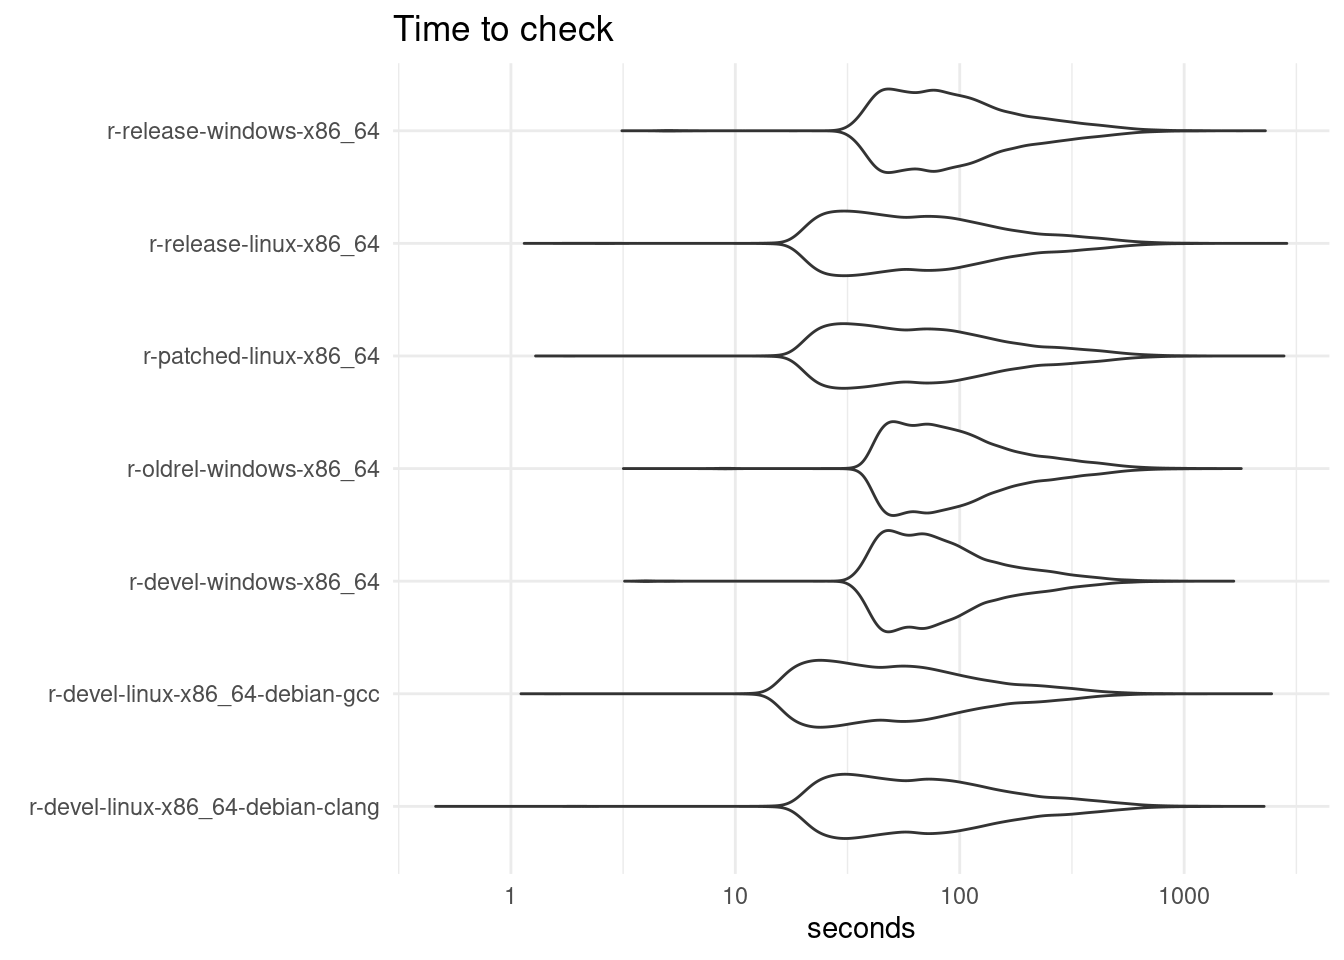 Time to check
r-release-windows-x86_64
r-release-linux-x86_64
r-patched-linux-x86_64
r-oldrel-windows-x86_64
r-devel-windows-x86_64
r-devel-linux-x86_64-debian-gcc
r-devel-linux-x86_64-debian-clang
1 10 100 1000
seconds